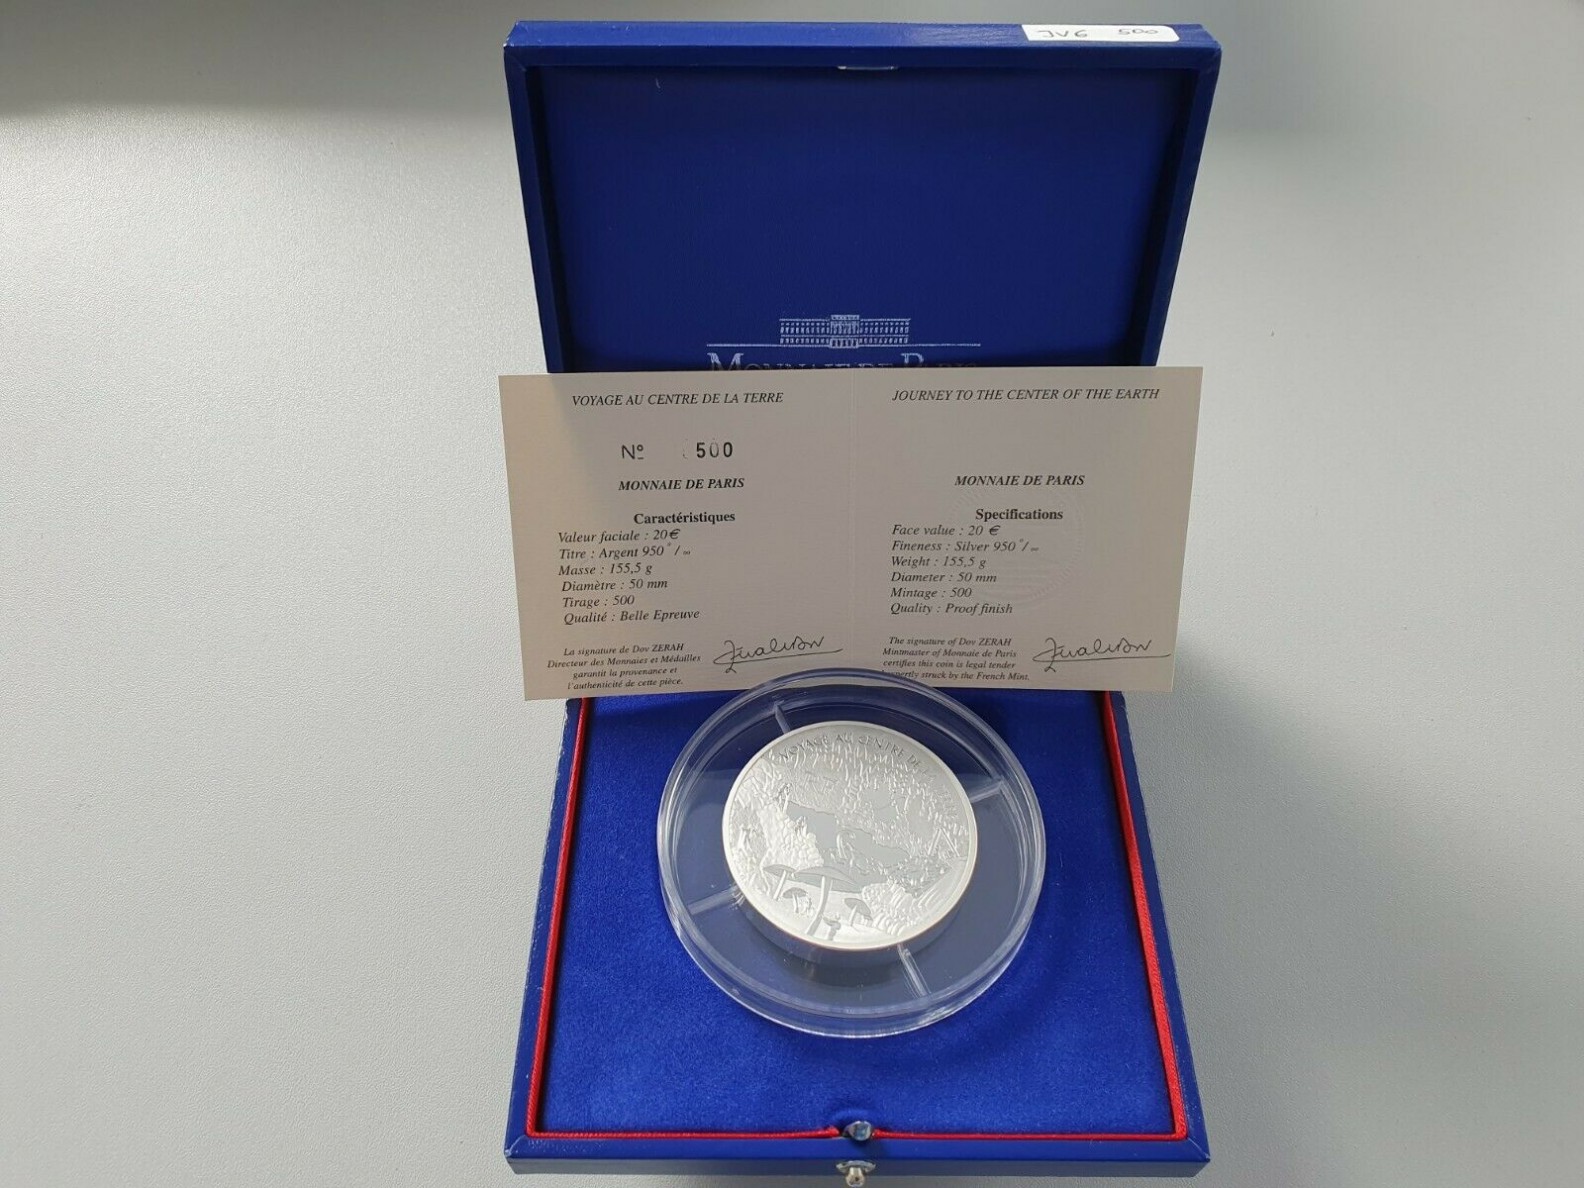 JV6 500
MONNAIE DE PARIS
VOYAGE AU CENTRE DE LA TERRE
Nº 500
MONNAIE DE PARIS
Caractéristiques
Valeur faciale : 20€
Titre : Argent 950°/∞
Masse : 155,5 g
Diamètre : 50 mm
Tirage : 500
Qualité : Belle Epreuve
La signature de Dov ZERAH
Directeur des Monnaies et Médailles
garantit la provenance et
l'authenticité de cette pièce.
JOURNEY TO THE CENTER OF THE EARTH
MONNAIE DE PARIS
Specifications
Face value : 20 €
Fineness : Silver 950°/∞
Weight : 155,5 g
Diameter : 50 mm
Mintage : 500
Quality : Proof finish
The signature of Dov ZERAH
Mintmaster of Monnaie de Paris
certifies this coin is legal tender
struck by the French Mint.
VOYAGE AU CENTRE DE LA